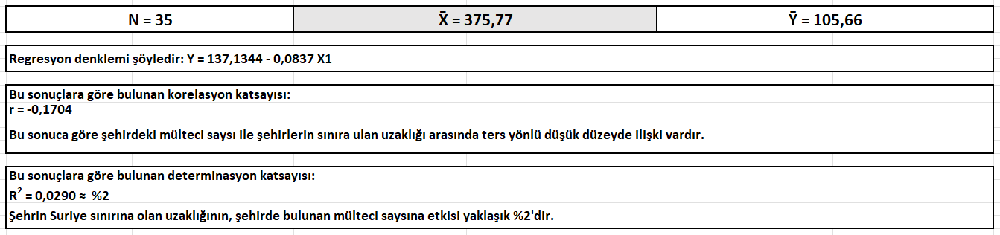 N = 35 X̄ = 375,77 Ȳ = 105,66
Regresyon denklemi şöyledir: Y = 137,1344 - 0,0837 X1
Bu sonuçlara göre bulunan korelasyon katsayısı:
r = -0,1704
Bu sonuca göre şehirdeki mülteci saysı ile şehirlerin sınıra ulan uzaklığı arasında ters yönlü düşük düzeyde ilişki vardır.
Bu sonuçlara göre bulunan determinasyon katsayısı:
R² = 0,0290 ≈ %2
Şehrin Suriye sınırına olan uzaklığının, şehirde bulunan mülteci saysına etkisi yaklaşık %2'dir.